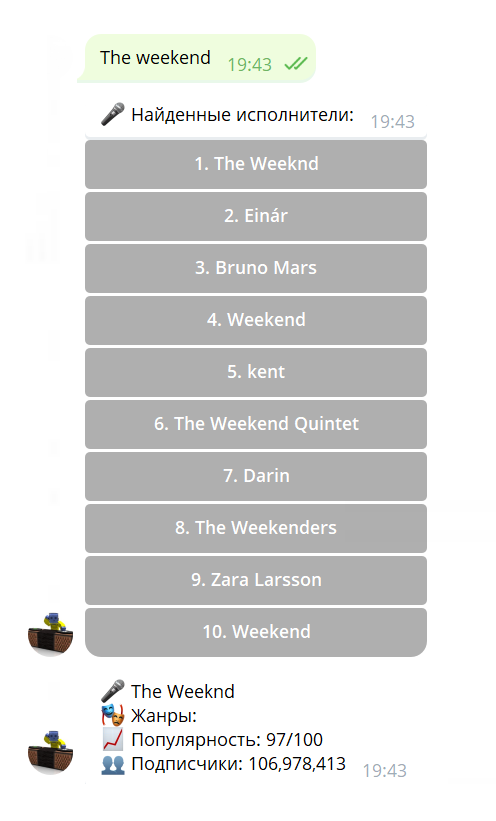 The weekend 19:43
Найденные исполнители: 19:43
1. The Weeknd
2. Einár
3. Bruno Mars
4. Weekend
5. kent
6. The Weekend Quintet
7. Darin
8. The Weekenders
9. Zara Larsson
10. Weekend
The Weeknd
Жанры:
Популярность: 97/100
Подписчики: 106,978,413 19:43